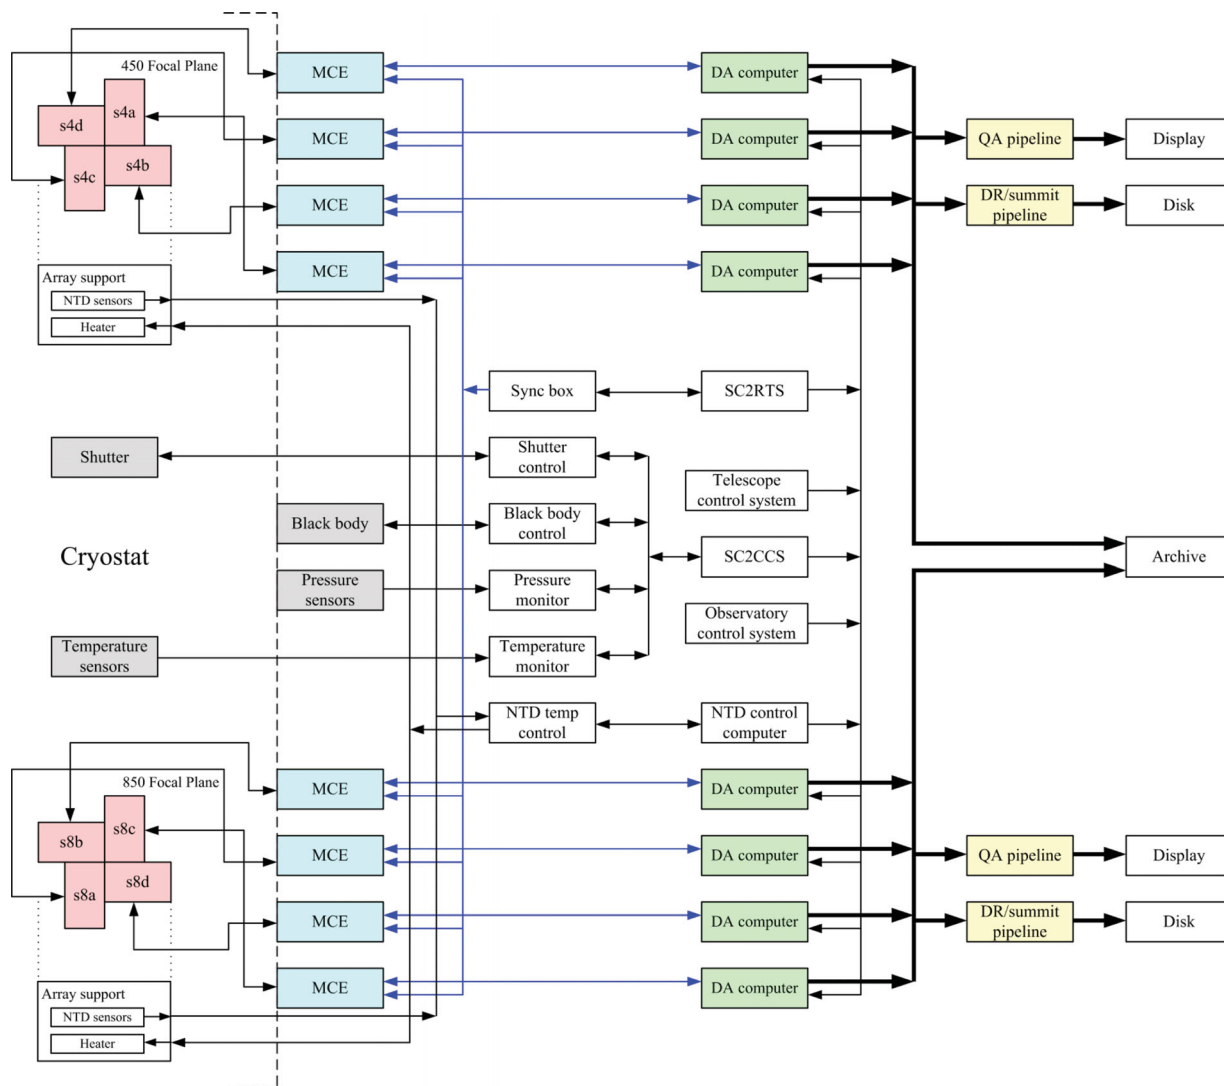 450 Focal Plane
s4a
s4d
s4b
s4c
Array support
NTD sensors
Heater
MCE
MCE
MCE
MCE
DA computer
DA computer
DA computer
DA computer
QA pipeline
Display
DR/summit
pipeline
Disk
Sync box
SC2RTS
Shutter
Shutter
control
Telescope
control system
Black body
Black body
control
Cryostat
SC2CCS
Archive
Pressure
sensors
Pressure
monitor
Observatory
control system
Temperature
sensors
Temperature
monitor
NTD temp
control
NTD control
computer
850 Focal Plane
s8c
s8b
s8d
s8a
Array support
NTD sensors
Heater
MCE
MCE
MCE
MCE
DA computer
DA computer
DA computer
DA computer
QA pipeline
Display
DR/summit
pipeline
Disk